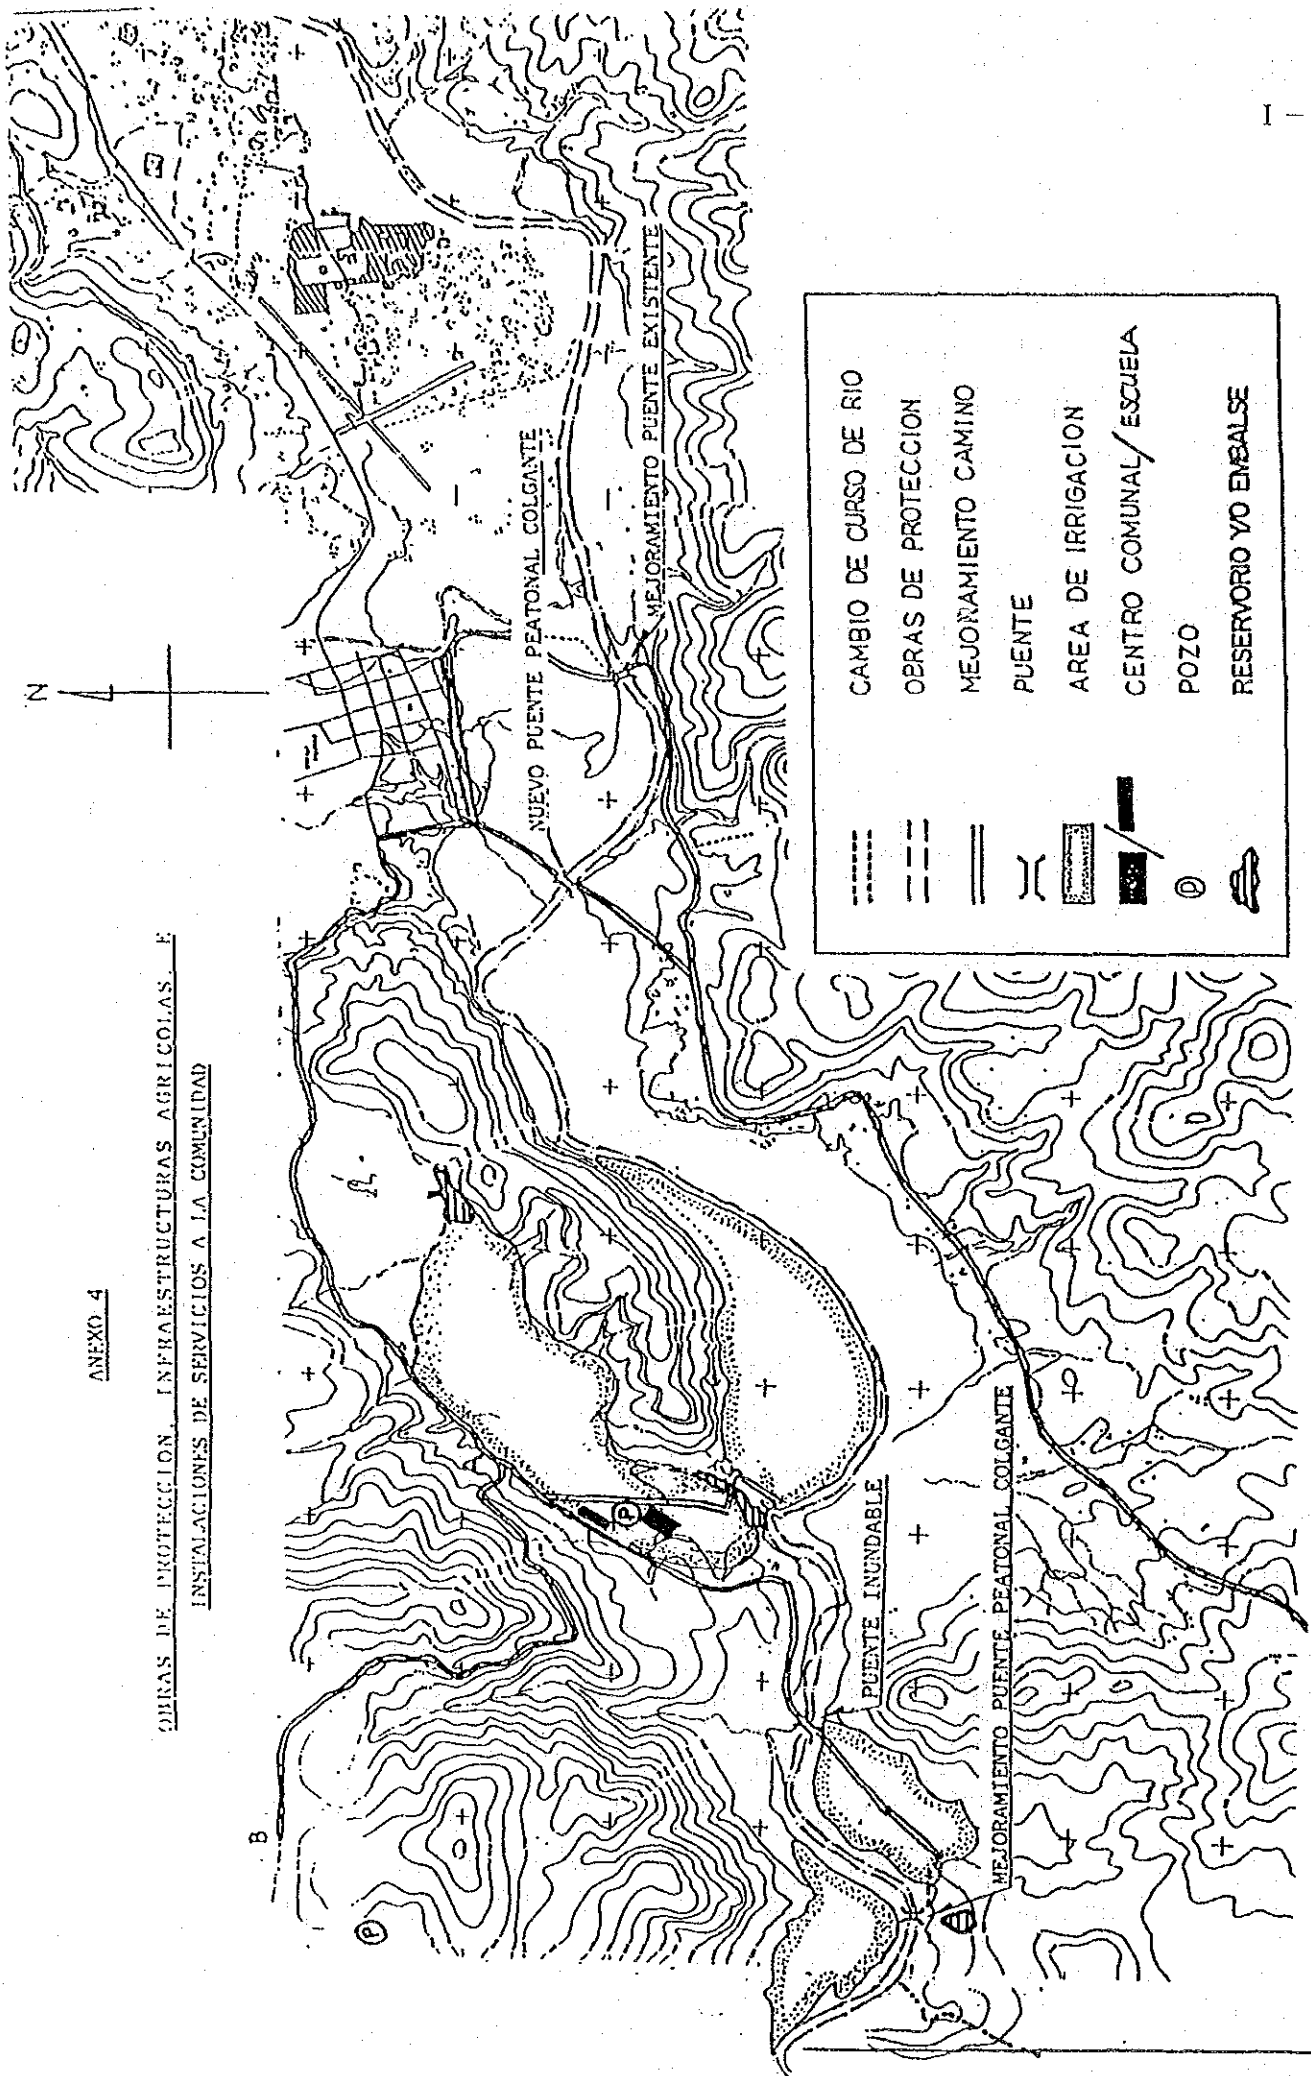 ANEXO 4
OBRAS DE PROTECCION, INFRAESTRUCTURAS AGRICOLAS E
INSTALACIONES DE SERVICIOS A LA COMUNIDAD
N
B
P
P
NUEVO PUENTE PEATONAL COLGANTE
MEJORAMIENTO PUENTE EXISTENTE
PUENTE INUNDABLE
MEJORAMIENTO PUENTE PEATONAL COLGANTE
CAMBIO DE CURSO DE RIO
OBRAS DE PROTECCION
MEJORAMIENTO CAMINO
PUENTE
AREA DE IRRIGACION
CENTRO COMUNAL/ESCUELA
P POZO
RESERVORIO Y/O EMBALSE
I -